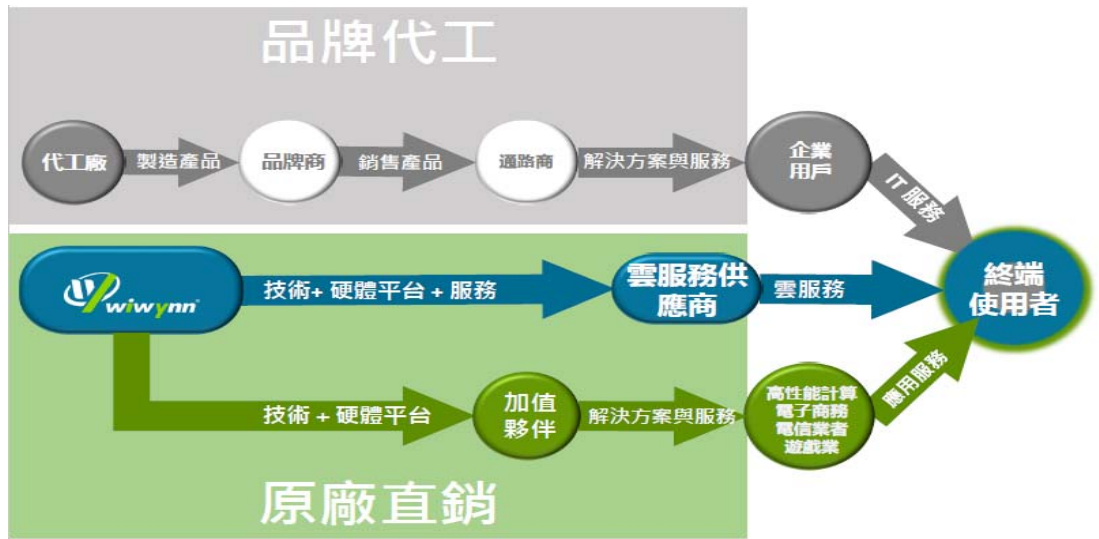 品牌代工
代工廠
製造產品
品牌商
銷售產品
通路商
解決方案與服務
企業
用戶
IT 服務
wiwynn®
技術+ 硬體平台 + 服務
雲服務供
應商
雲服務
終端
使用者
技術 + 硬體平台
加值
夥伴
解決方案與服務
高性能計算
電子商務
電信業者
遊戲業
應用服務
原廠直銷